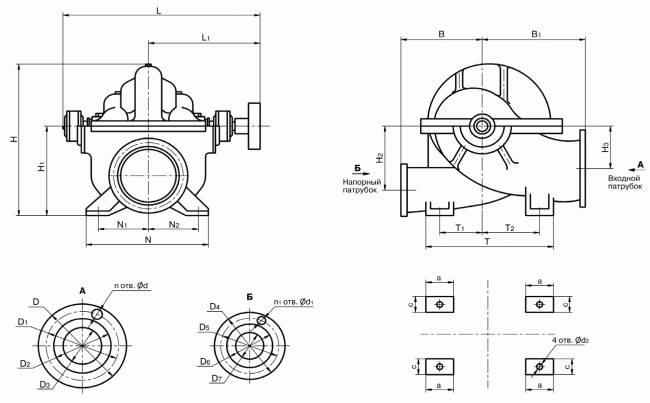 L
L1
H
H1
N1
N2
N
B
B1
H2
H3
Б
Напорный
патрубок
А
Входной
патрубок
T1
T2
T
А
n отв. Ød
D
D1
D2
D3
Б
n1 отв. Ød1
D4
D5
D6
D7
a
a
c
c
4 отв. Ød2
c
c
a
a